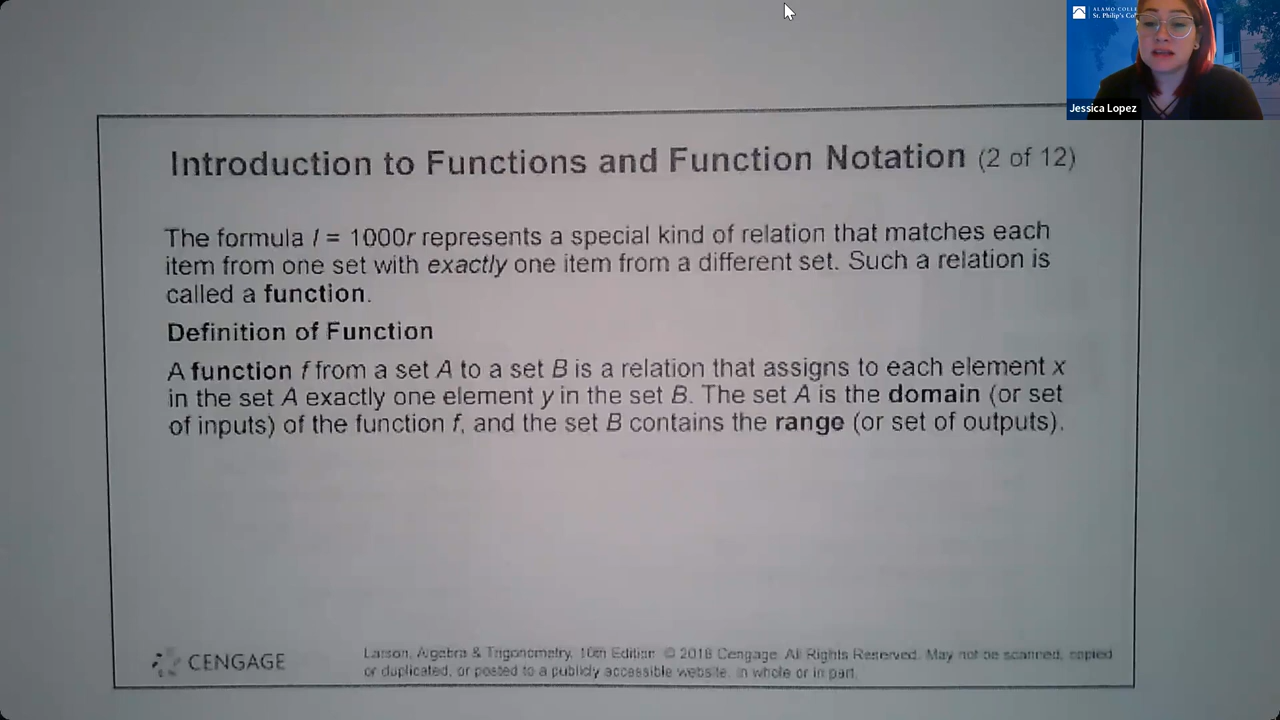 ALAMO COLL
St. Philip's Co
Jessica Lopez
Introduction to Functions and Function Notation (2 of 12)
The formula I = 1000r represents a special kind of relation that matches each
item from one set with exactly one item from a different set. Such a relation is
called a function.
Definition of Function
A function f from a set A to a set B is a relation that assigns to each element x
in the set A exactly one element y in the set B. The set A is the domain (or set
of inputs) of the function f, and the set B contains the range (or set of outputs).
CENGAGE
Larson, Algebra & Trigonometry, 10th Edition. © 2018 Cengage. All Rights Reserved. May not be scanned, copied
or duplicated, or posted to a publicly accessible website, in whole or in part.